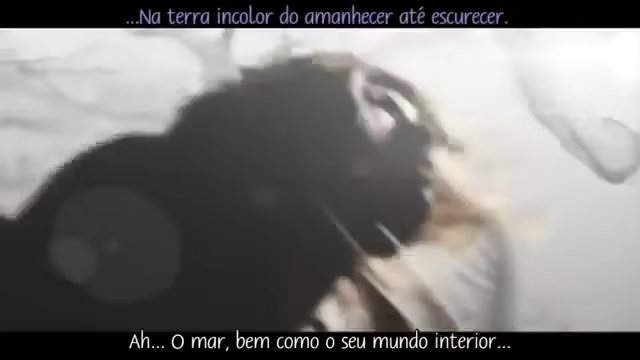 ...Na terra incolor do amanhecer até escurecer.
Ah... O mar, bem como o seu mundo interior...